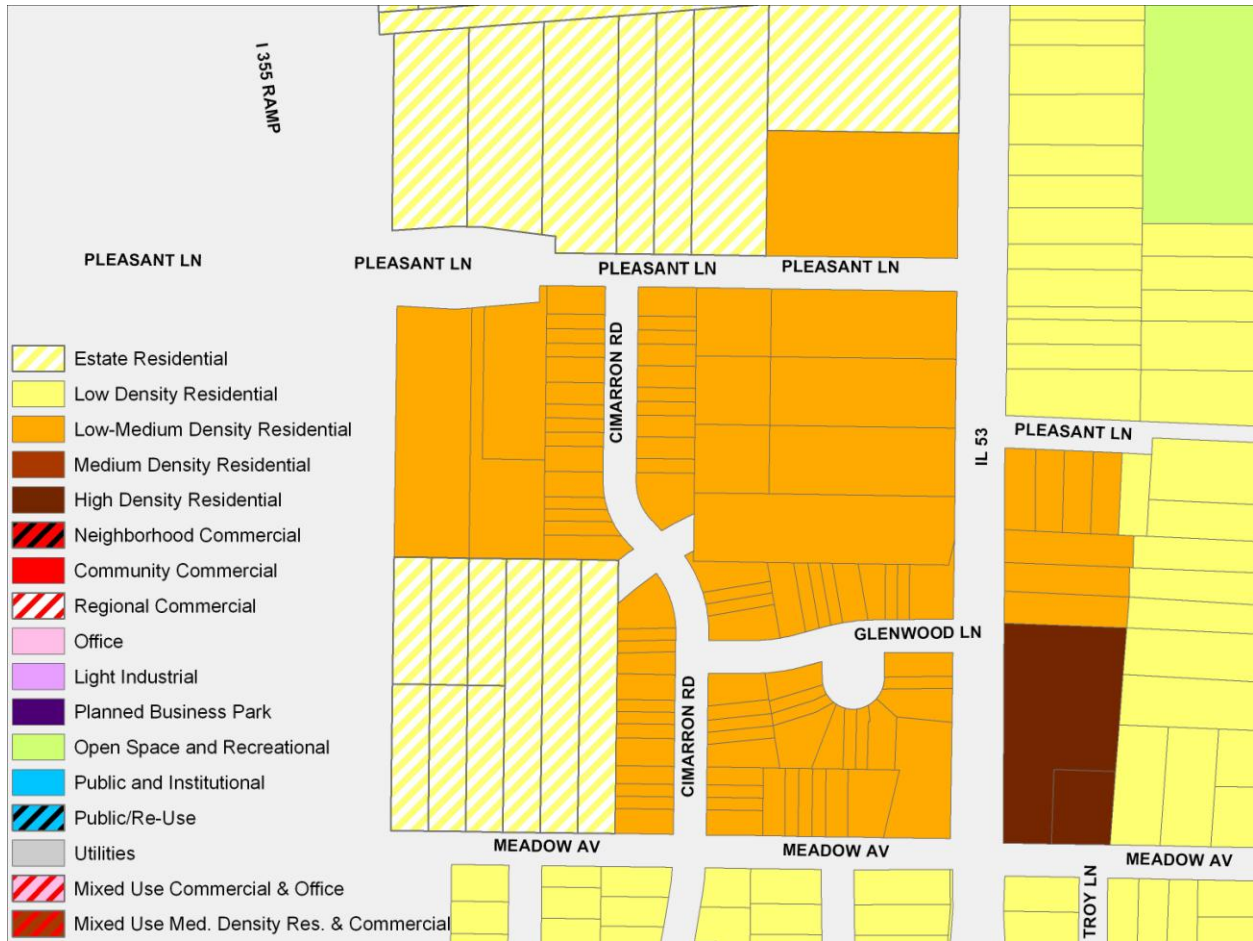 I 355 RAMP
PLEASANT LN
PLEASANT LN
PLEASANT LN
PLEASANT LN
CIMARRON RD
IL 53
PLEASANT LN
GLENWOOD LN
CIMARRON RD
MEADOW AV
MEADOW AV
MEADOW AV
TROY LN
Estate Residential
Low Density Residential
Low-Medium Density Residential
Medium Density Residential
High Density Residential
Neighborhood Commercial
Community Commercial
Regional Commercial
Office
Light Industrial
Planned Business Park
Open Space and Recreational
Public and Institutional
Public/Re-Use
Utilities
Mixed Use Commercial & Office
Mixed Use Med. Density Res. & Commercial